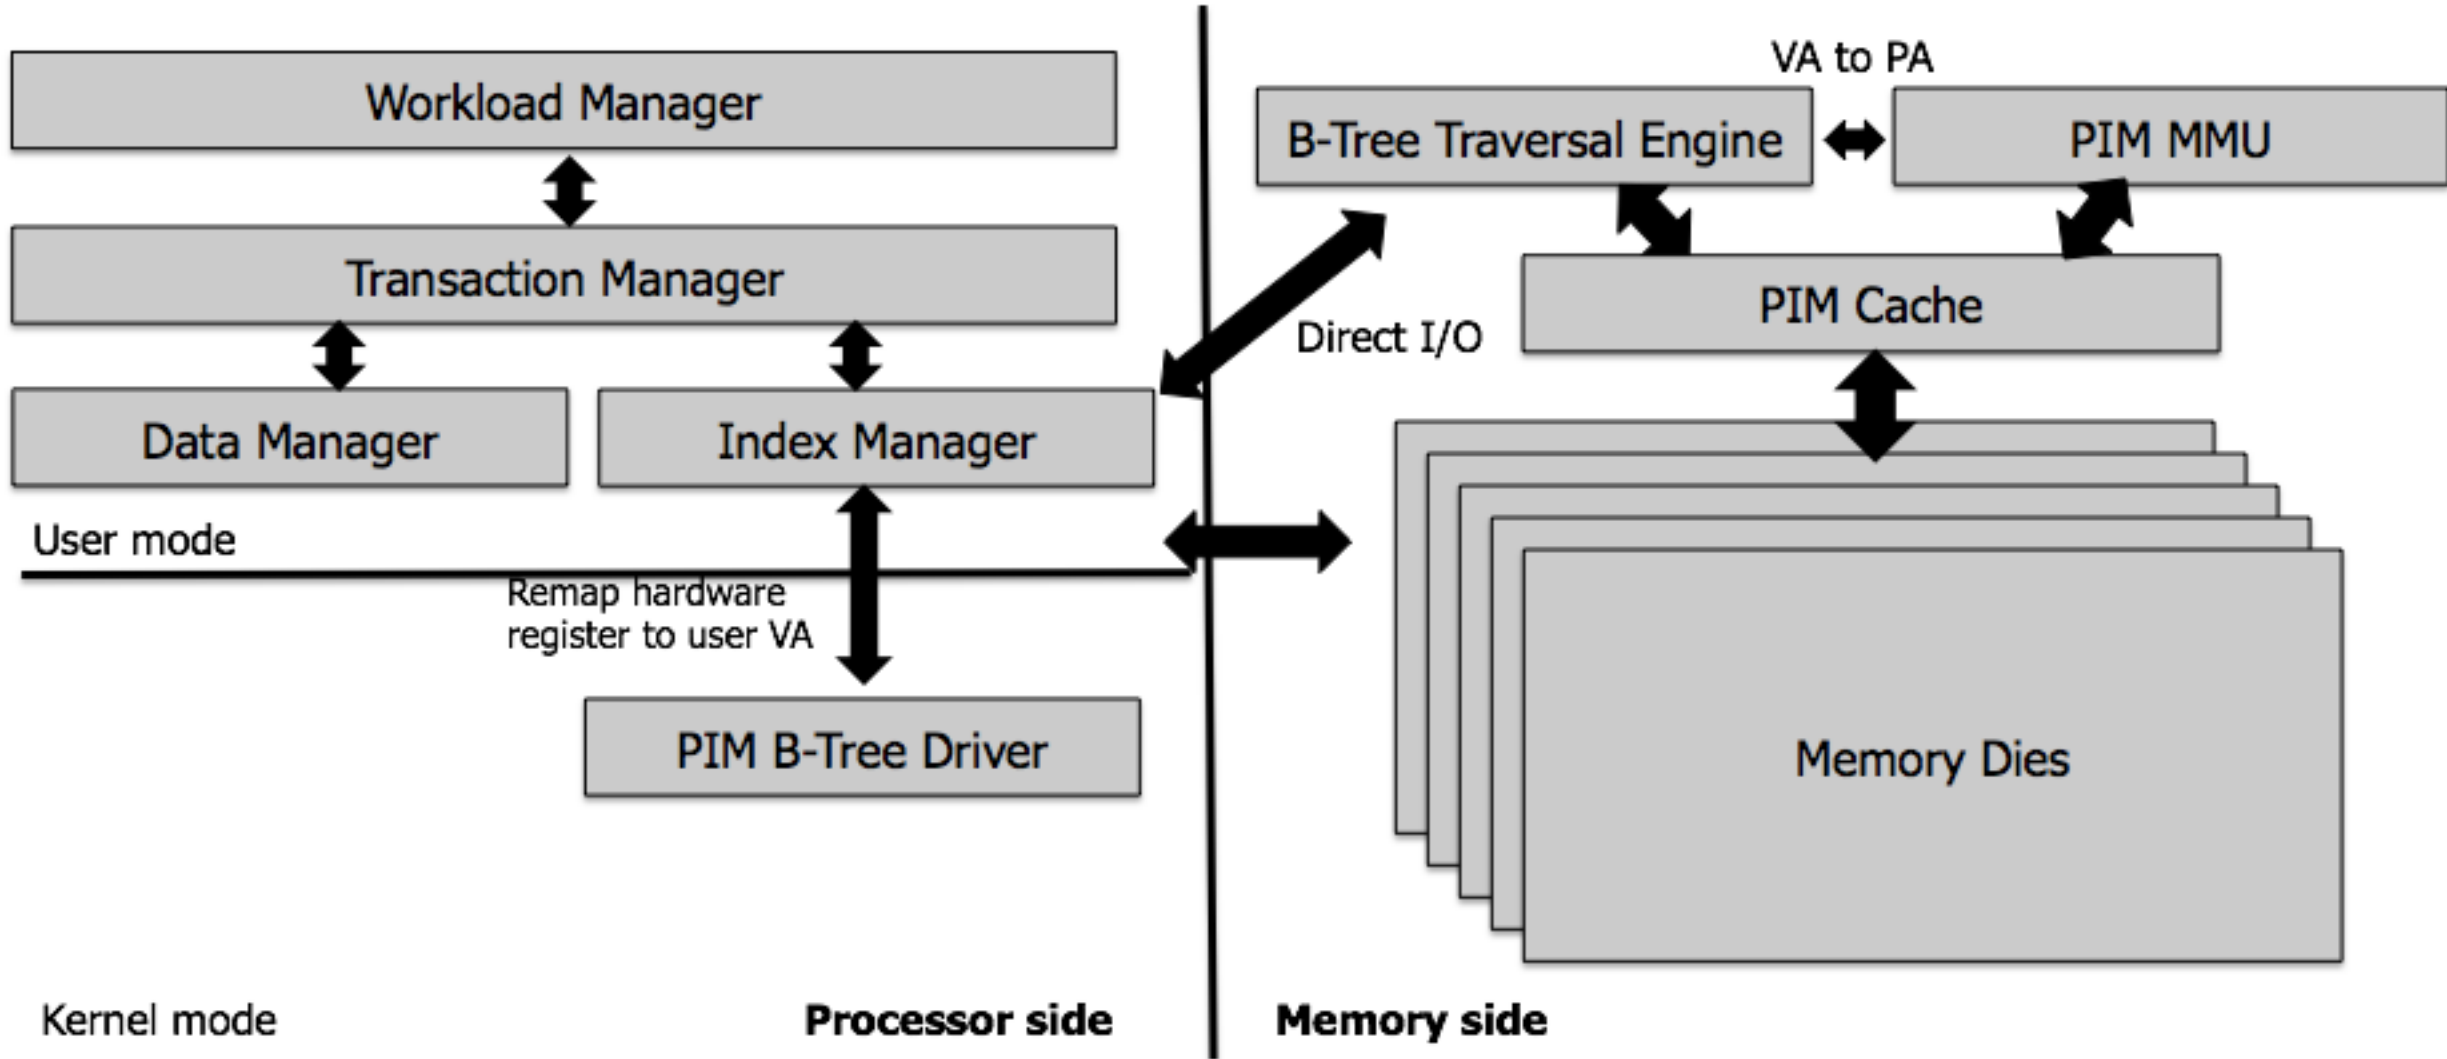 Workload Manager
Transaction Manager
Data Manager
Index Manager
User mode
Remap hardware
register to user VA
PIM B-Tree Driver
Kernel mode
Processor side
VA to PA
B-Tree Traversal Engine
PIM MMU
Direct I/O
PIM Cache
Memory Dies
Memory side